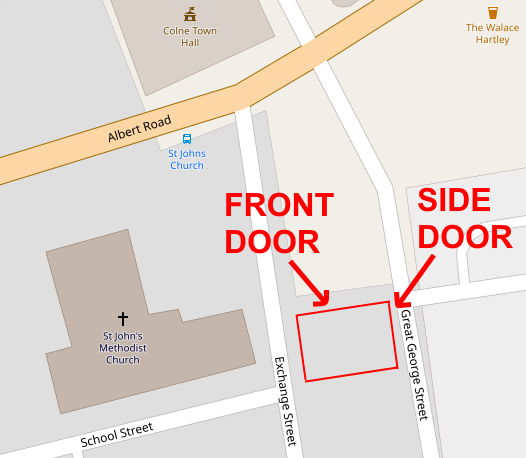 Colne Town
Hall
The Walace
Hartley
Albert Road
St Johns
Church
FRONT
DOOR
SIDE
DOOR
St John's
Methodist
Church
Exchange Street
Great George Street
School Street